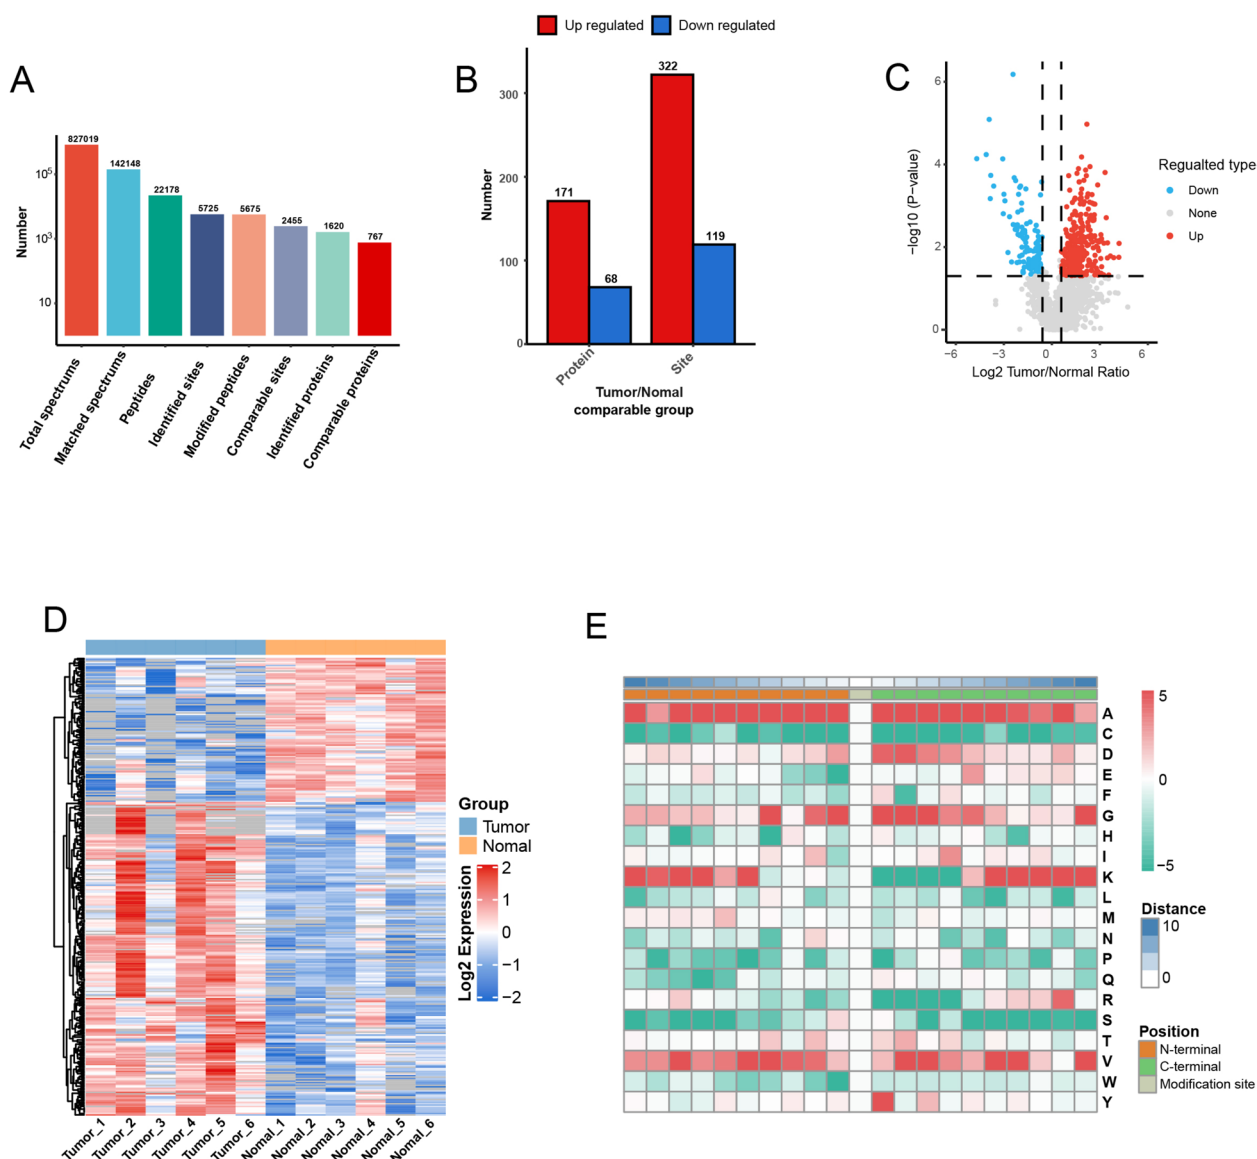 A
Number
10^5
10^3
10
827019
142148
22178
5725
5675
2455
1620
767
Total spectrums
Matched spectrums
Peptides
Identified sites
Modified peptides
Comparable sites
Identified proteins
Comparable proteins
Up regulated
Down regulated
B
Number
300
200
100
0
171
68
322
119
Protein
Site
Tumor/Nomal
comparable group
C
−log10 (P−value)
6
4
2
0
−6
−3
0
3
6
Log2 Tumor/Normal Ratio
Regualted type
Down
None
Up
D
Tumor_1
Tumor_2
Tumor_3
Tumor_4
Tumor_5
Tumor_6
Nomal_1
Nomal_2
Nomal_3
Nomal_4
Nomal_5
Nomal_6
Group
Tumor
Nomal
Log2 Expression
2
1
0
−1
−2
E
A
C
D
E
F
G
H
I
K
L
M
N
P
Q
R
S
T
V
W
Y
5
0
−5
Distance
10
0
Position
N-terminal
C-terminal
Modification site